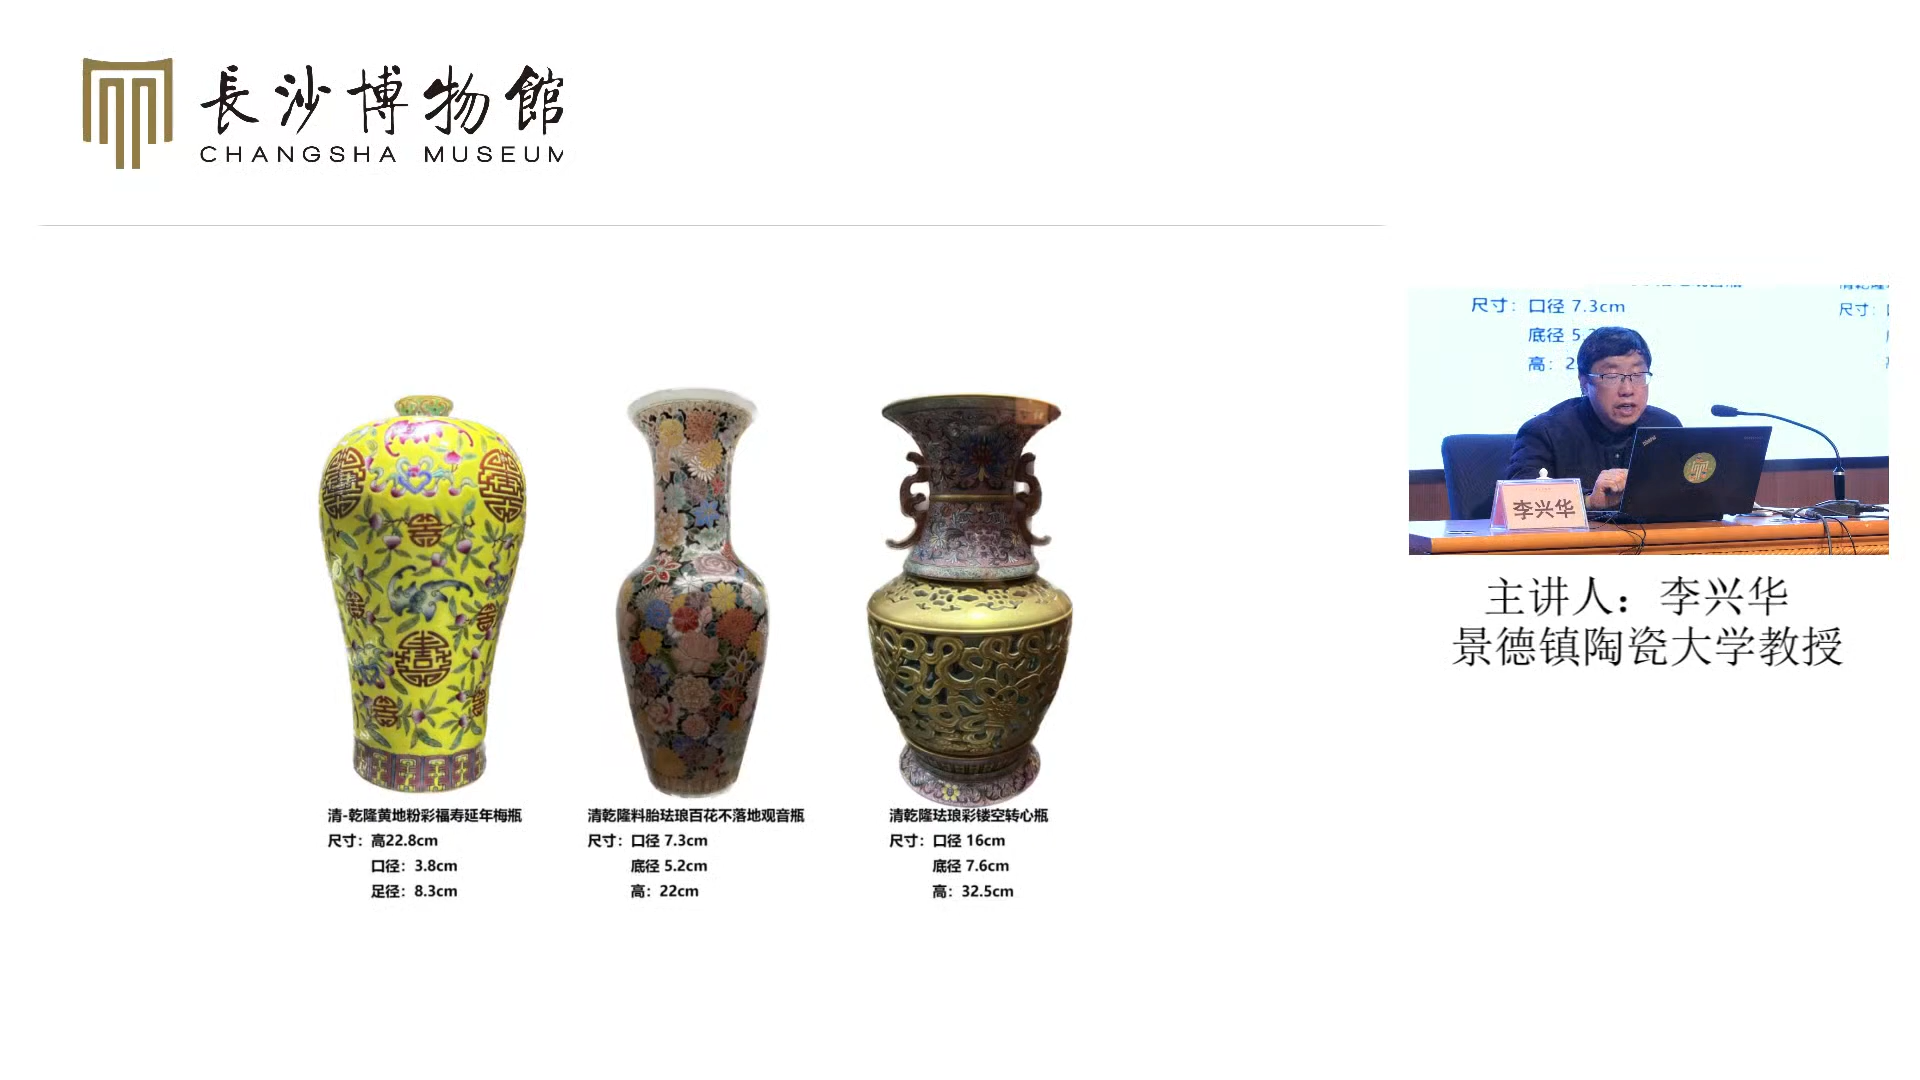 長沙博物館
CHANGSHA MUSEUM
清-乾隆黄地粉彩福寿延年梅瓶
尺寸：高22.8cm
口径：3.8cm
足径：8.3cm
清乾隆料胎珐琅百花不落地观音瓶
尺寸：口径 7.3cm
底径 5.2cm
高：22cm
清乾隆珐琅彩镂空转心瓶
尺寸：口径 16cm
底径 7.6cm
高：32.5cm
尺寸：口径 7.3cm
底径 5.
高：2
尺寸：
李兴华
主讲人：李兴华
景德镇陶瓷大学教授